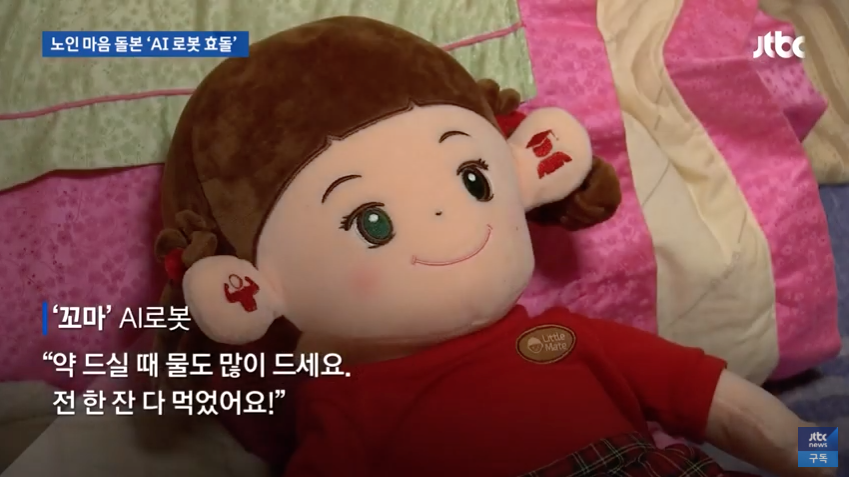 노인 마음 돌본 ‘AI 로봇 효돌’
jtbc
Little
Mate
‘꼬마’ AI로봇
“약 드실 때 물도 많이 드세요.
전 한 잔 다 먹었어요!”
jtbc
news
구독